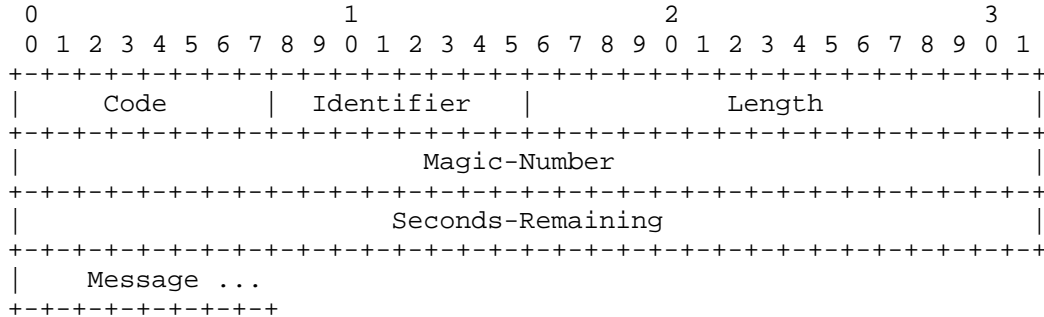 0                   1                   2                   3
 0 1 2 3 4 5 6 7 8 9 0 1 2 3 4 5 6 7 8 9 0 1 2 3 4 5 6 7 8 9 0 1
+-+-+-+-+-+-+-+-+-+-+-+-+-+-+-+-+-+-+-+-+-+-+-+-+-+-+-+-+-+-+-+-+
|     Code      |  Identifier   |            Length             |
+-+-+-+-+-+-+-+-+-+-+-+-+-+-+-+-+-+-+-+-+-+-+-+-+-+-+-+-+-+-+-+-+
|                         Magic-Number                          |
+-+-+-+-+-+-+-+-+-+-+-+-+-+-+-+-+-+-+-+-+-+-+-+-+-+-+-+-+-+-+-+-+
|                       Seconds-Remaining                       |
+-+-+-+-+-+-+-+-+-+-+-+-+-+-+-+-+-+-+-+-+-+-+-+-+-+-+-+-+-+-+-+-+
|    Message ...
+-+-+-+-+-+-+-+-+